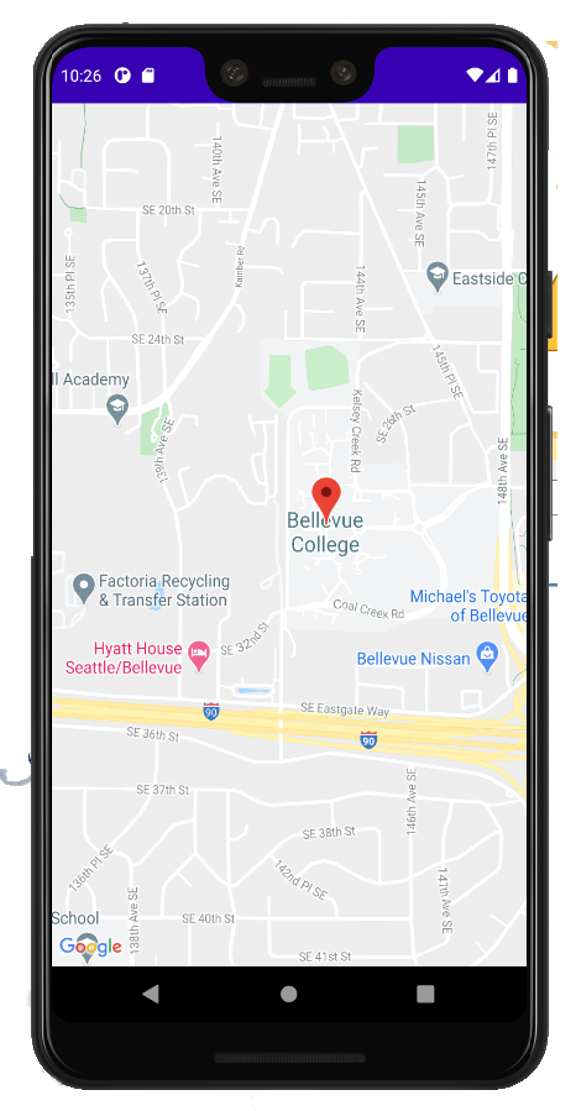 10:26
147th Pl SE
140th Ave SE
145th Ave SE
SE 20th St
Kamber Rd
135th Pl SE
137th Pl SE
144th Ave SE
Eastside C
SE 24th St
145th Pl SE
ll Academy
Kelsey Creek Rd
SE 26th St
139th Ave SE
148th Ave SE
Bellevue
College
Factoria Recycling
& Transfer Station
Michael's Toyota
of Bellevue
Coal Creek Rd
SE 32nd St
Hyatt House
Seattle/Bellevue
Bellevue Nissan
90
SE Eastgate Way
SE 36th St
90
SE 37th St
146th Ave SE
SE 38th St
136th Pl SE
142nd Pl SE
147th Ave SE
138th Ave SE
School
SE 40th St
Google
SE 41st St